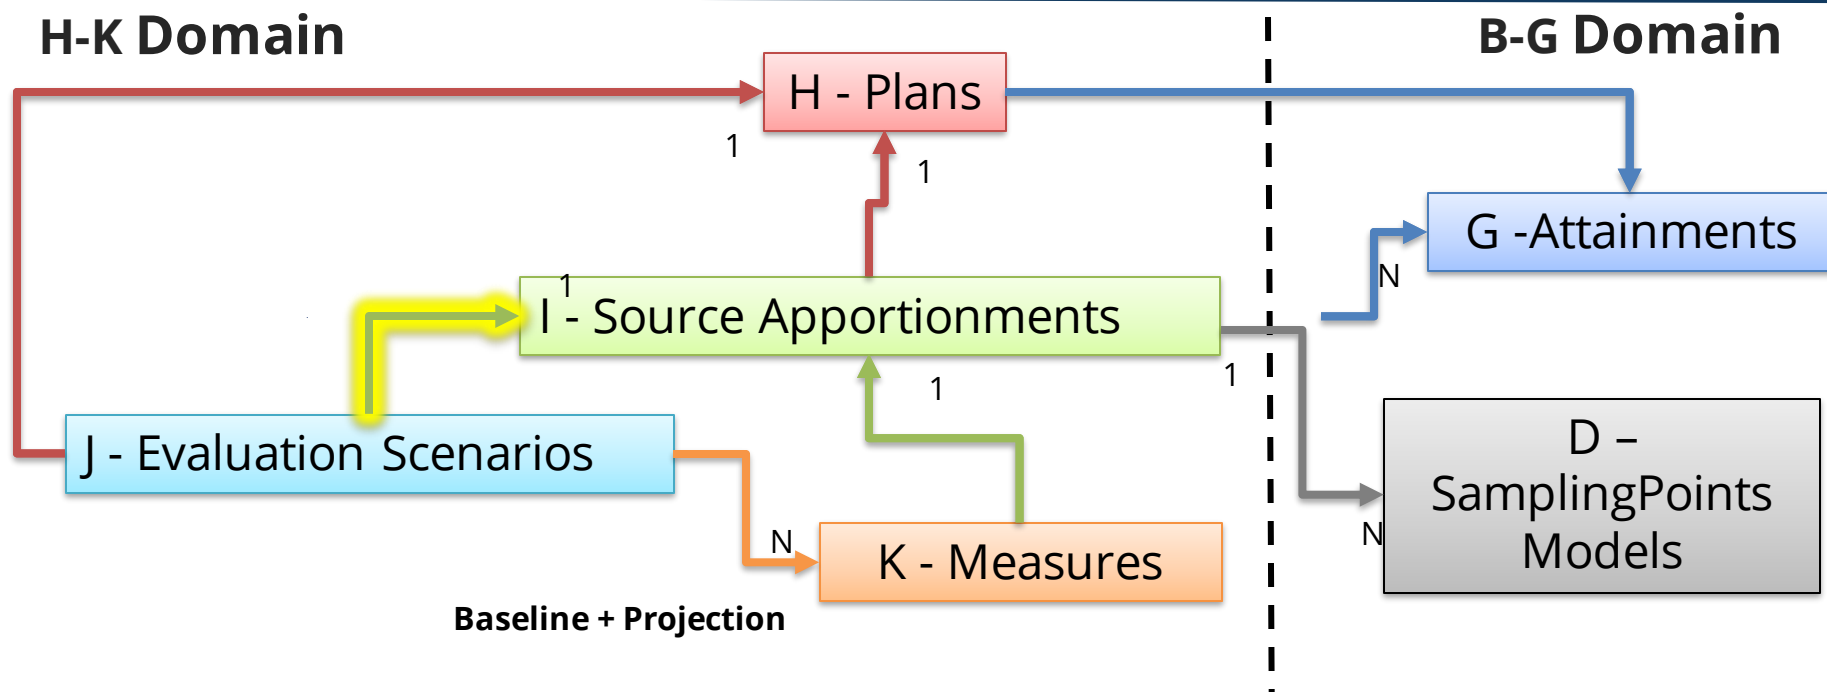 H-K Domain
B-G Domain
H - Plans
1
1
G -Attainments
N
1
I - Source Apportionments
1
1
J - Evaluation Scenarios
D –
SamplingPoints
Models
N
N
K - Measures
Baseline + Projection